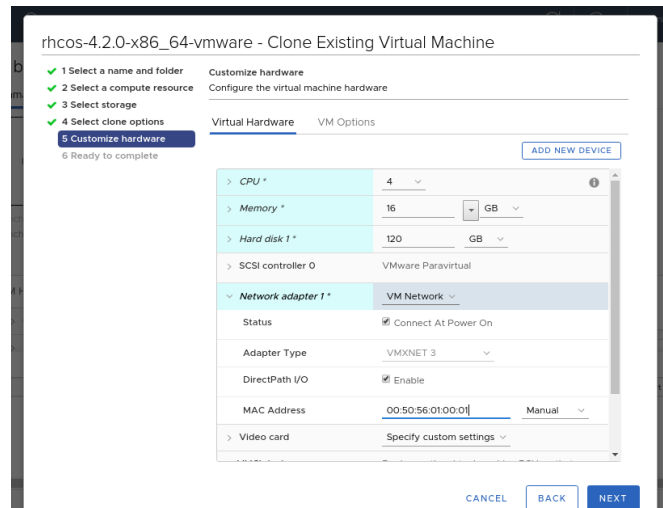 rhcos-4.2.0-x86_64-vmware - Clone Existing Virtual Machine
1 Select a name and folder
2 Select a compute resource
3 Select storage
4 Select clone options
5 Customize hardware
6 Ready to complete
Customize hardware
Configure the virtual machine hardware
Virtual Hardware VM Options
ADD NEW DEVICE
CPU * 4
Memory * 16 GB
Hard disk 1 * 120 GB
SCSI controller 0 VMware Paravirtual
Network adapter 1 * VM Network
Status Connect At Power On
Adapter Type VMXNET 3
DirectPath I/O Enable
MAC Address 00:50:56:01:00:01 Manual
Video card Specify custom settings
CANCEL BACK NEXT